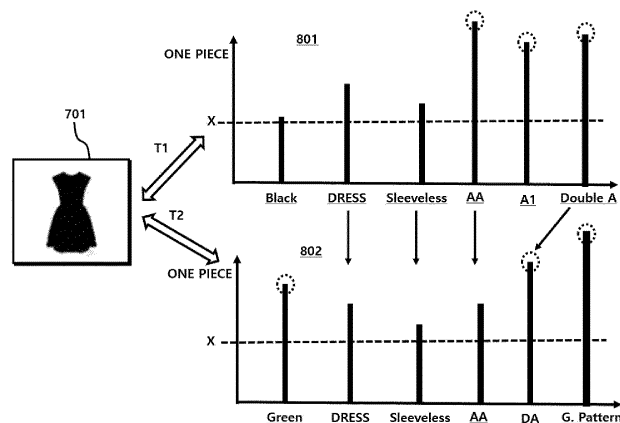 801
ONE PIECE
701
X
T1
Black DRESS Sleeveless AA A1 Double A
T2
802
ONE PIECE
X
Green DRESS Sleeveless AA DA G. Pattern